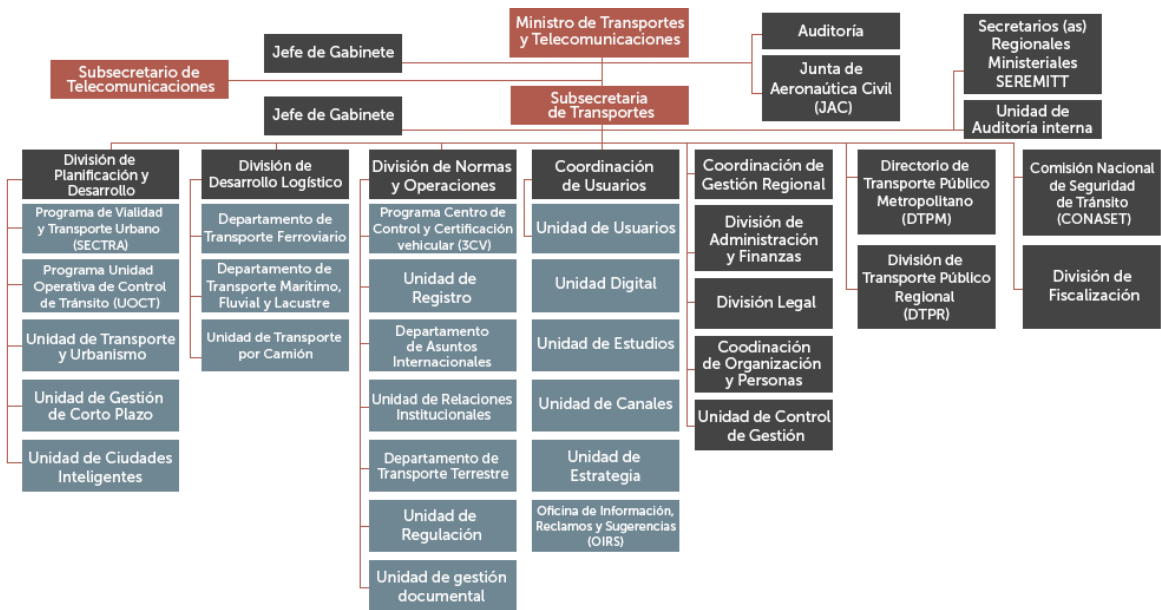 Ministro de Transportes
y Telecomunicaciones
Jefe de Gabinete
Auditoría
Secretarios (as)
Regionales
Ministeriales
SEREMITT
Subsecretario de
Telecomunicaciones
Junta de
Aeronaútica Civil
(JAC)
Jefe de Gabinete
Subsecretaria
de Transportes
Unidad de
Auditoría interna
División de
Planificación y
Desarrollo
Programa de Vialidad
y Transporte Urbano
(SECTRA)
Programa Unidad
Operativa de Control
de Tránsito (UOCT)
Unidad de Transporte
y Urbanismo
Unidad de Gestión
de Corto Plazo
Unidad de Ciudades
Inteligentes
División de
Desarrollo Logístico
Departamento de
Transporte Ferroviario
Departamento de
Transporte Marítimo,
Fluvial y Lacustre
Unidad de Transporte
por Camión
División de Normas
y Operaciones
Programa Centro de
Control y Certificación
vehicular (3CV)
Unidad de
Registro
Departamento
de Asuntos
Internacionales
Unidad de Relaciones
Institucionales
Departamento de
Transporte Terrestre
Unidad de
Regulación
Unidad de gestión
documental
Coordinación
de Usuarios
Unidad de Usuarios
Unidad Digital
Unidad de Estudios
Unidad de Canales
Unidad de
Estrategia
Oficina de Información,
Reclamos y Sugerencias
(OIRS)
Coordinación de
Gestión Regional
División de
Administración
y Finanzas
División Legal
Coodinación
de Organización
y Personas
Unidad de Control
de Gestión
Directorio de
Transporte Público
Metropolitano
(DTPM)
División de
Transporte Público
Regional
(DTPR)
Comisión Nacional
de Seguridad
de Tránsito
(CONASET)
División de
Fiscalización